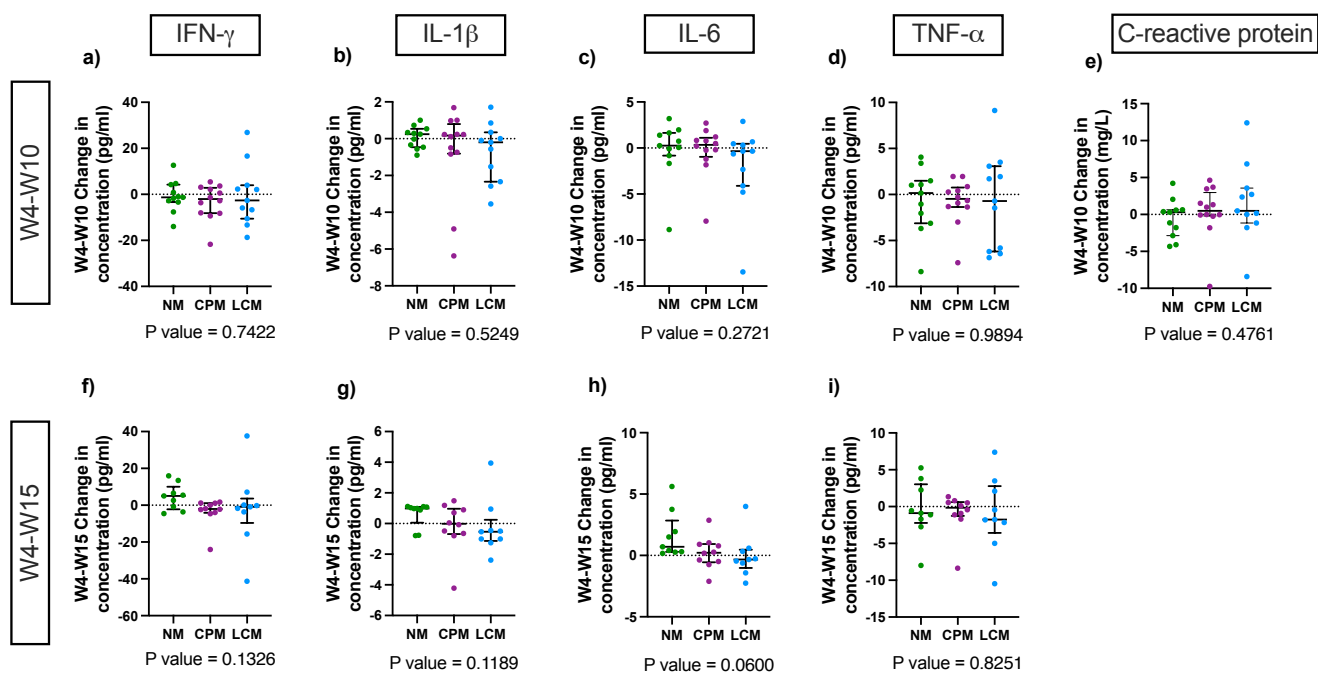 IFN-γ
IL-1β
IL-6
TNF-α
C-reactive protein
W4-W10
a)
W4-W10 Change in
concentration (pg/ml)
40
20
0
-20
-40
NM CPM LCM
P value = 0.7422
b)
W4-W10 Change in
concentration (pg/ml)
2
0
-2
-4
-6
-8
NM CPM LCM
P value = 0.5249
c)
W4-W10 Change in
concentration (pg/ml)
5
0
-5
-10
-15
NM CPM LCM
P value = 0.2721
d)
W4-W10 Change in
concentration (pg/ml)
10
5
0
-5
-10
NM CPM LCM
P value = 0.9894
e)
W4-W10 Change in
concentration (mg/L)
15
10
5
0
-5
-10
NM CPM LCM
P value = 0.4761
W4-W15
f)
W4-W15 Change in
concentration (pg/ml)
40
20
0
-20
-40
-60
NM CPM LCM
P value = 0.1326
g)
W4-W15 Change in
concentration (pg/ml)
6
4
2
0
-2
-4
-6
NM CPM LCM
P value = 0.1189
h)
W4-W15 Change in
concentration (pg/ml)
10
5
0
-5
NM CPM LCM
P value = 0.0600
i)
W4-W15 Change in
concentration (pg/ml)
10
5
0
-5
-10
-15
NM CPM LCM
P value = 0.8251